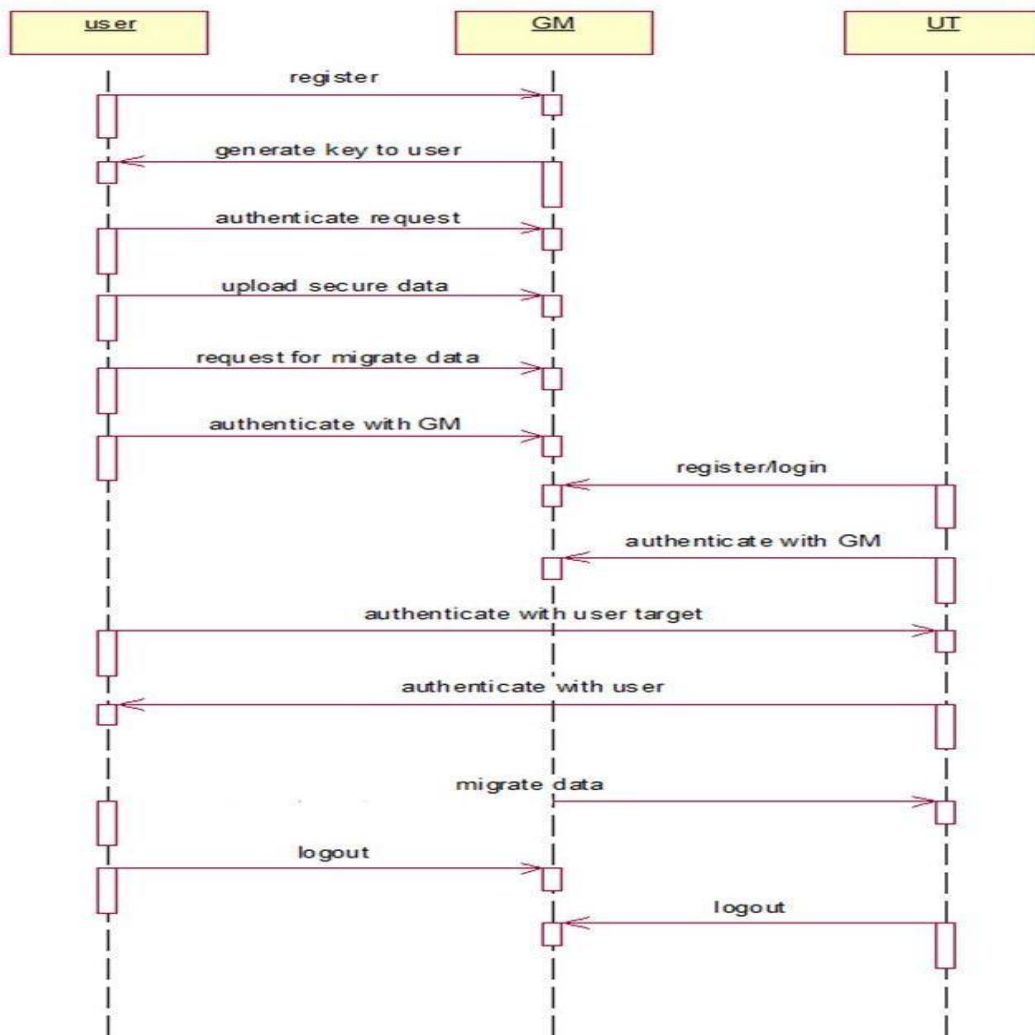 user
GM
UT
register
generate key to user
authenticate request
upload secure data
request for migrate data
authenticate with GM
register/login
authenticate with GM
authenticate with user target
authenticate with user
migrate data
logout
logout